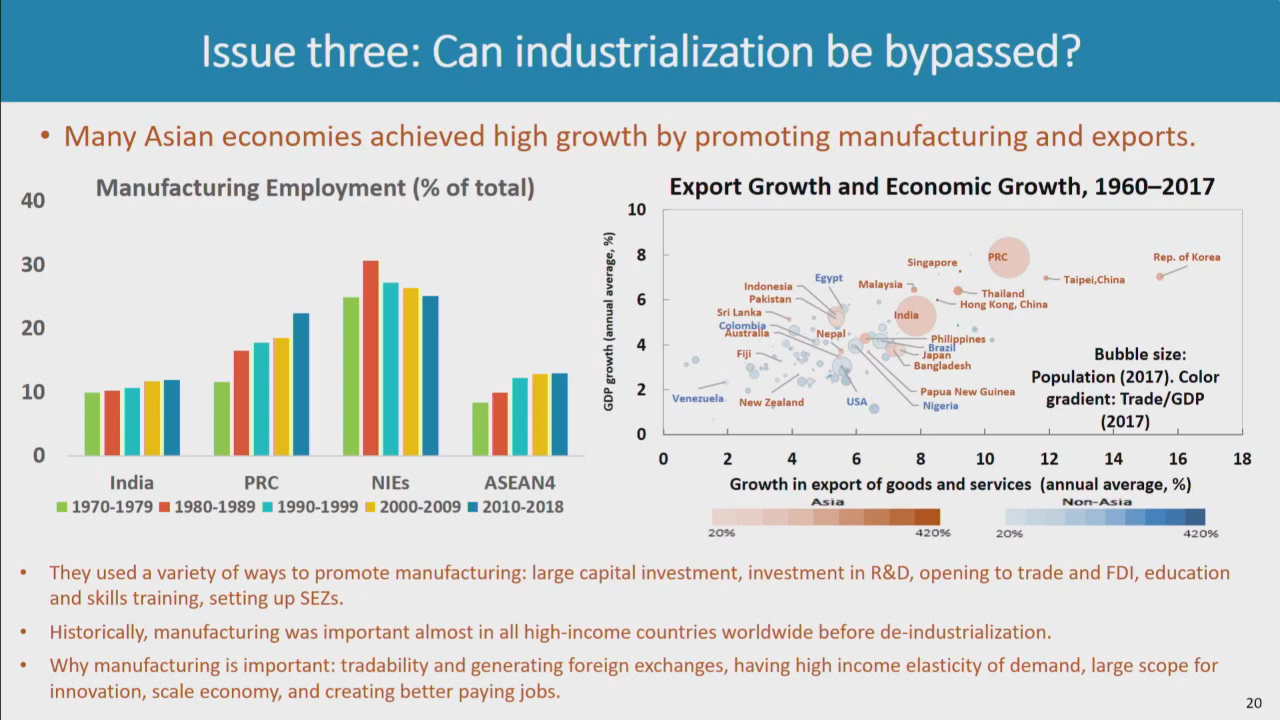 Issue three: Can industrialization be bypassed?
• Many Asian economies achieved high growth by promoting manufacturing and exports.
Manufacturing Employment (% of total)
40
30
20
10
0
India PRC NIEs ASEAN4
1970-1979 1980-1989 1990-1999 2000-2009 2010-2018
Export Growth and Economic Growth, 1960–2017
GDP growth (annual average, %)
10
8
6
4
2
0
Singapore
PRC
Rep. of Korea
Egypt
Indonesia
Malaysia
Taipei,China
Pakistan
Thailand
Hong Kong, China
Sri Lanka
India
Colombia
Australia
Nepal
Philippines
Brazil
Fiji
Japan
Bangladesh
Venezuela
New Zealand
USA
Papua New Guinea
Nigeria
Bubble size:
Population (2017). Color
gradient: Trade/GDP
(2017)
0 2 4 6 8 10 12 14 16 18
Growth in export of goods and services (annual average, %)
Asia Non-Asia
20% 420% 20% 420%
• They used a variety of ways to promote manufacturing: large capital investment, investment in R&D, opening to trade and FDI, education
and skills training, setting up SEZs.
• Historically, manufacturing was important almost in all high-income countries worldwide before de-industrialization.
• Why manufacturing is important: tradability and generating foreign exchanges, having high income elasticity of demand, large scope for
innovation, scale economy, and creating better paying jobs.
20